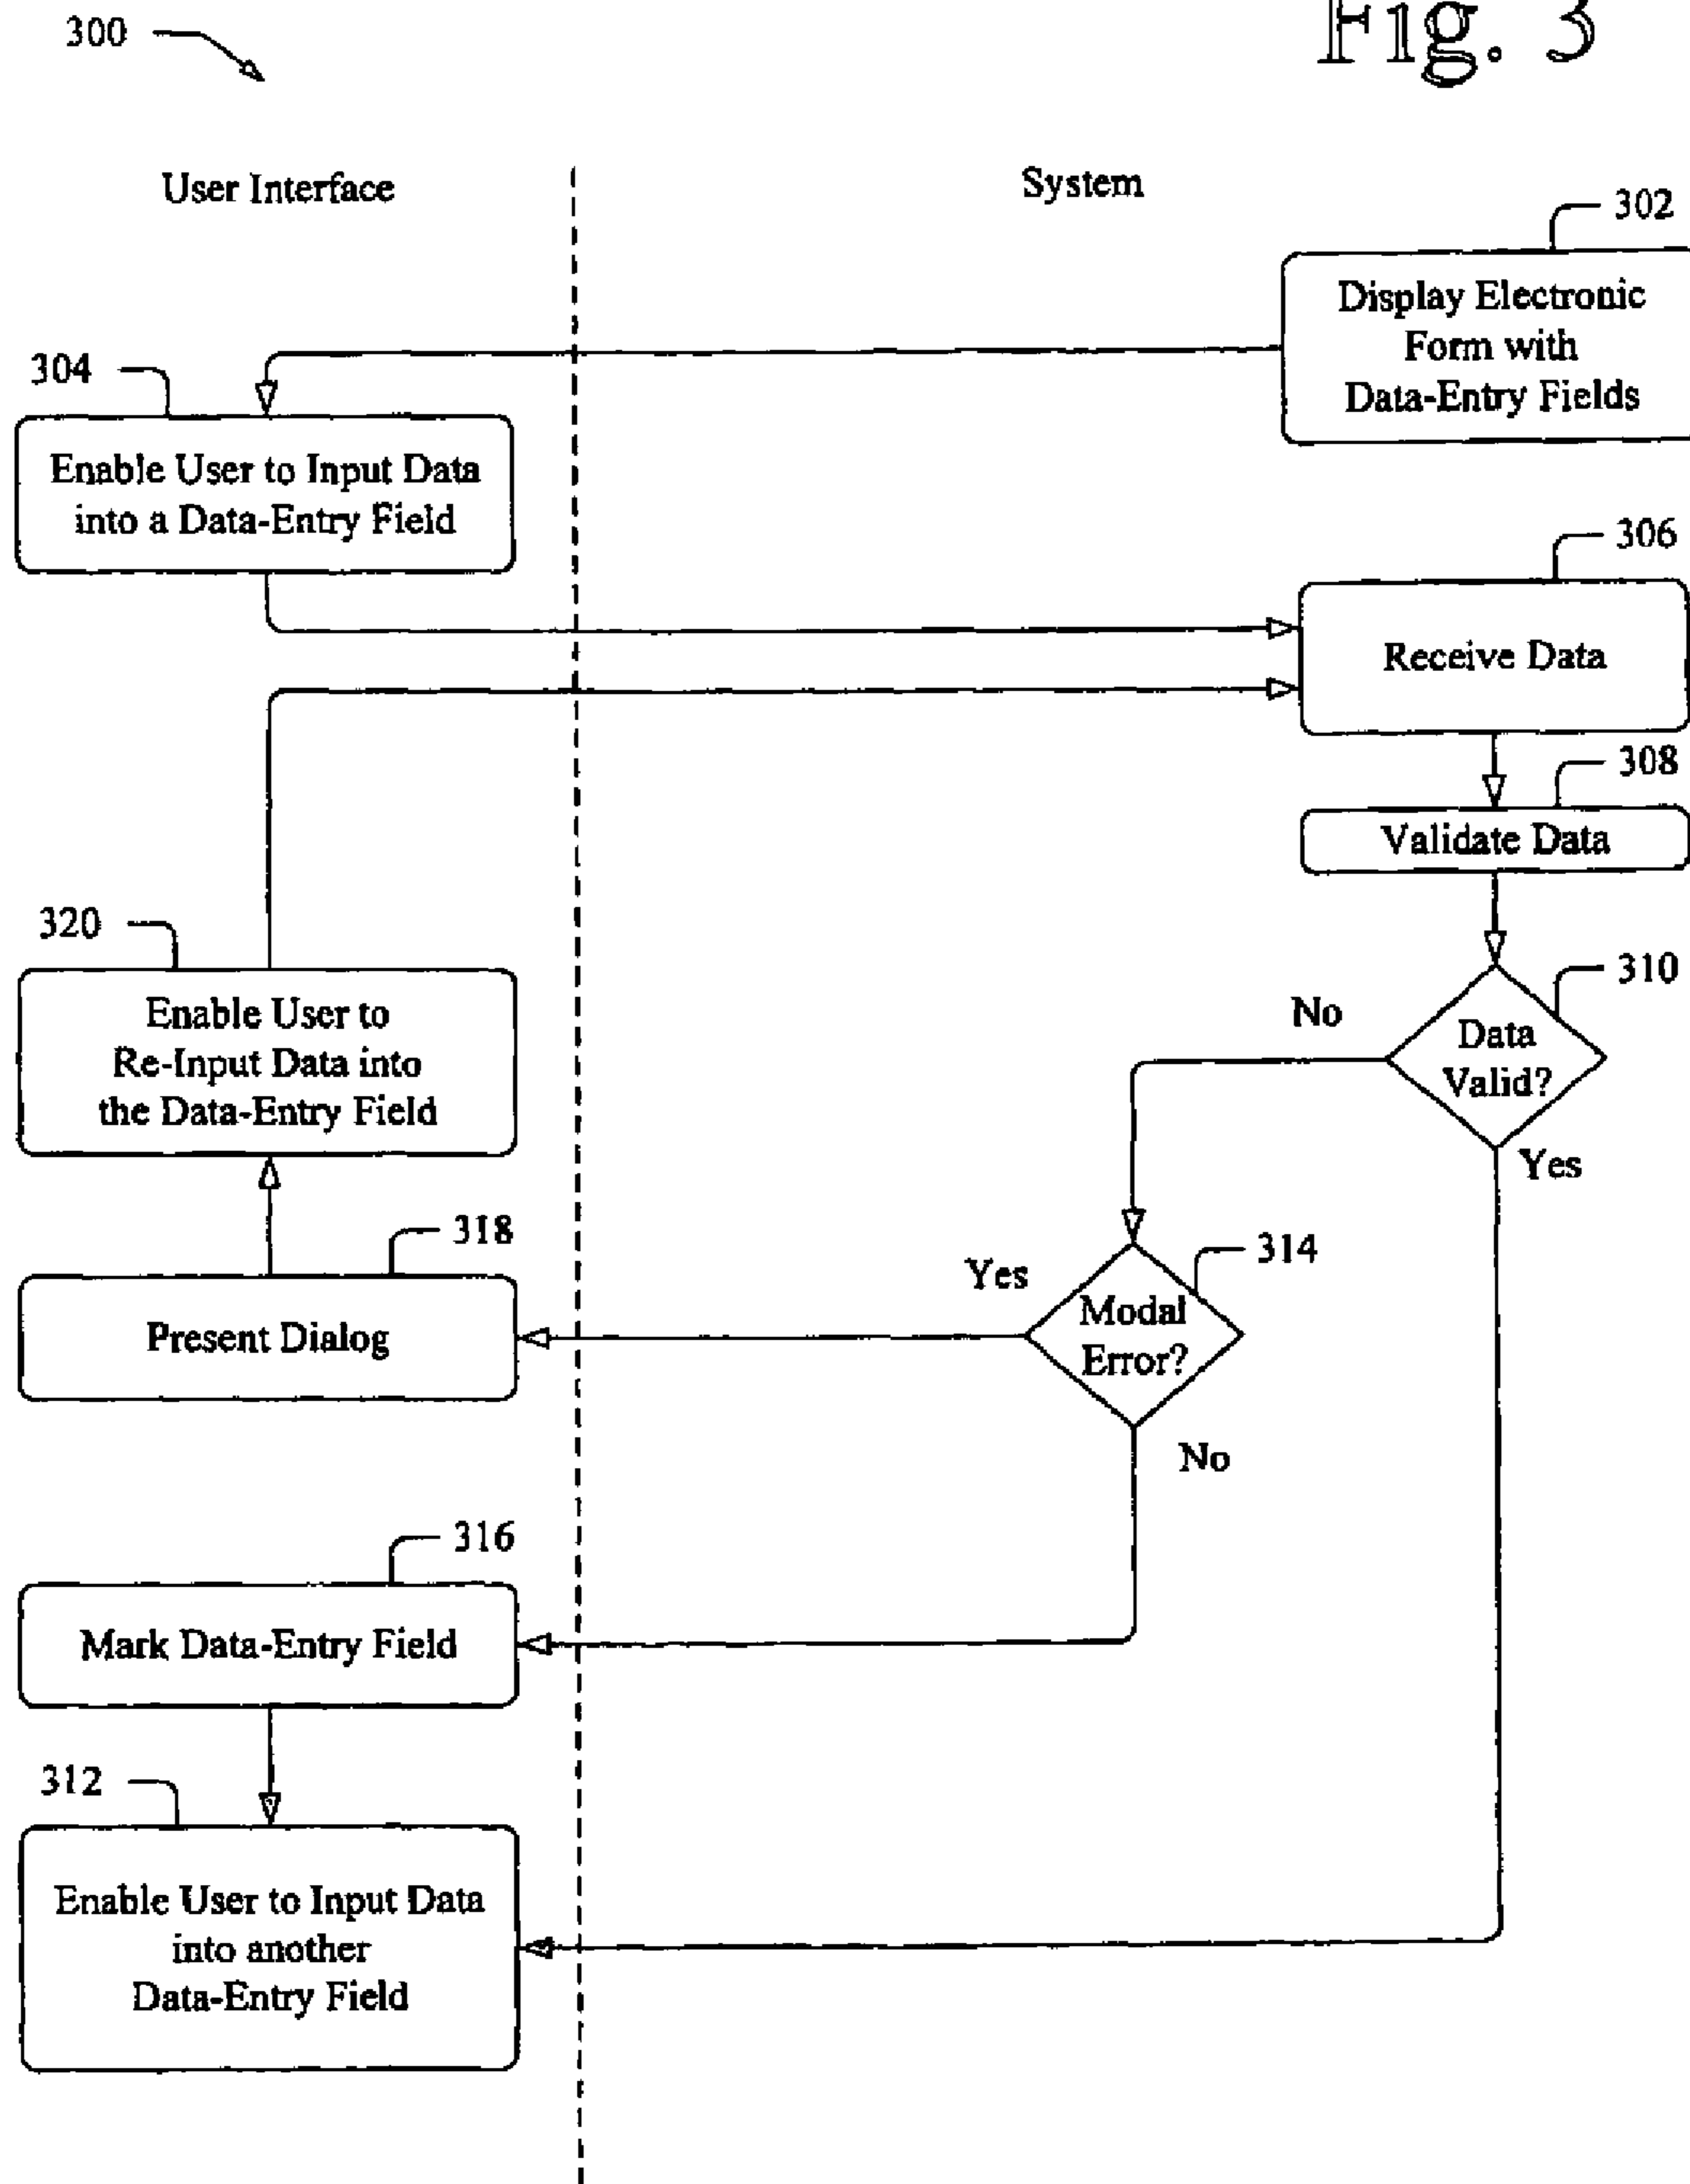 Fig. 3
300
User Interface
System
302
Display Electronic
Form with
Data-Entry Fields
304
Enable User to Input Data
into a Data-Entry Field
306
Receive Data
308
Validate Data
310
Data
Valid?
No
Yes
320
Enable User to
Re-Input Data into
the Data-Entry Field
318
Present Dialog
314
Modal
Error?
Yes
No
316
Mark Data-Entry Field
312
Enable User to Input Data
into another
Data-Entry Field